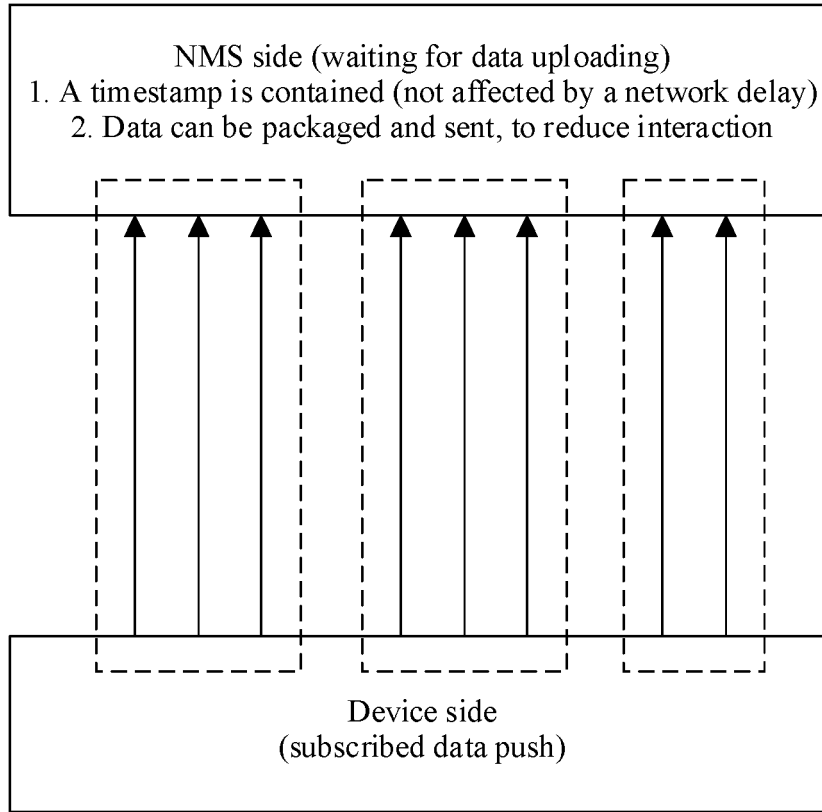 NMS side (waiting for data uploading)
1. A timestamp is contained (not affected by a network delay)
2. Data can be packaged and sent, to reduce interaction
Device side
(subscribed data push)